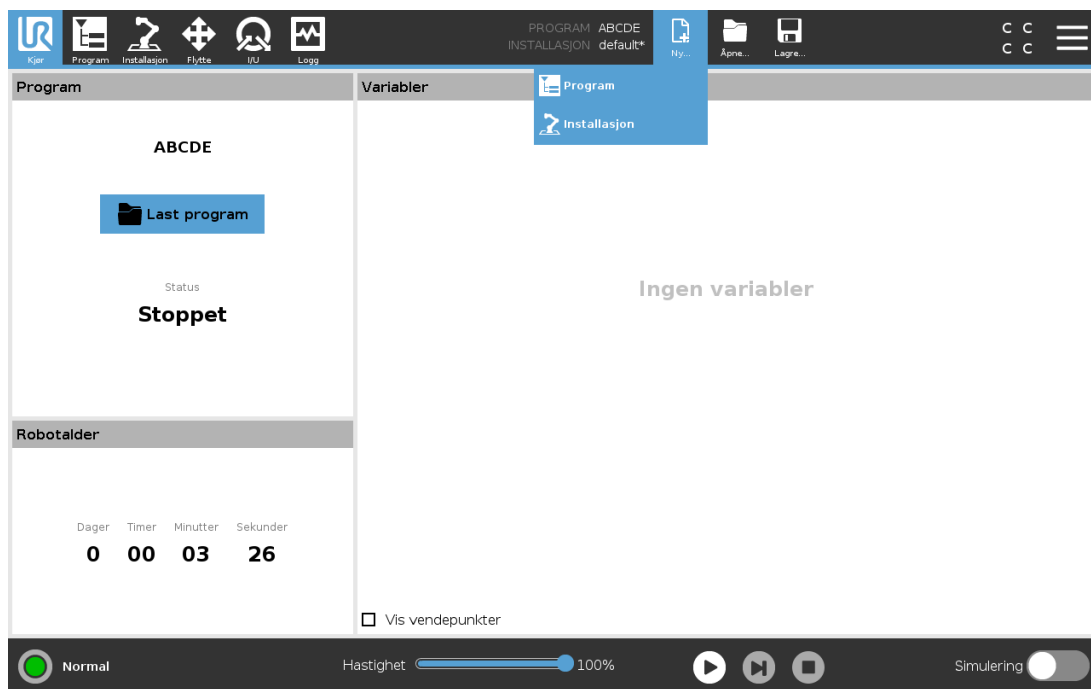 PROGRAM ABCDE
INSTALLASJON default*
Kjør Program Installasjon Flytte I/U Logg Ny... Åpne... Lagre...
C C
C C
Program
Installasjon
Program
ABCDE
Last program
Status
Stoppet
Variabler
Ingen variabler
Robotalder
Dager Timer Minutter Sekunder
0 00 03 26
Vis vendepunkter
Normal
Hastighet 100%
Simulering